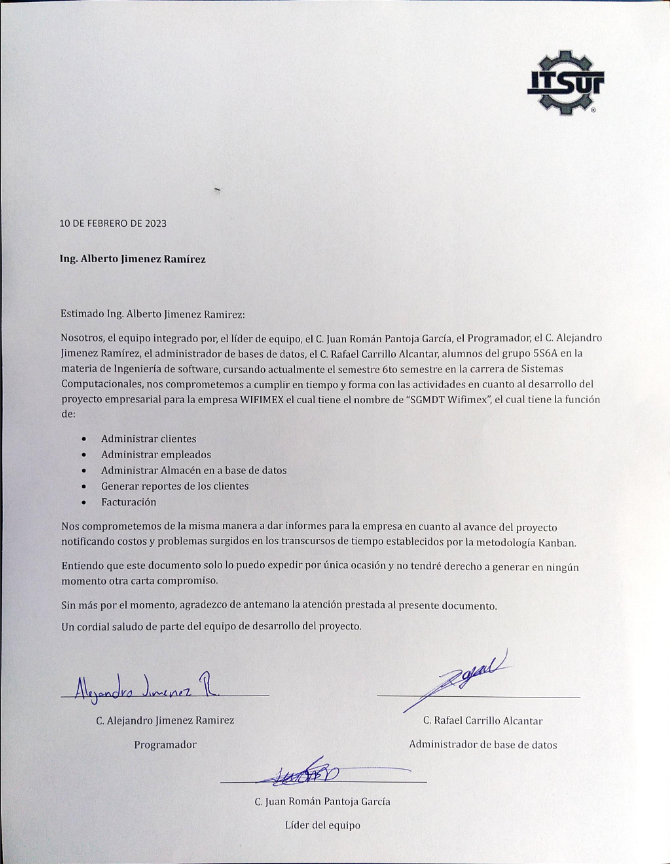 ITSur
10 DE FEBRERO DE 2023
Ing. Alberto Jimenez Ramírez
Estimado Ing. Alberto Jimenez Ramirez:
Nosotros, el equipo integrado por, el líder de equipo, el C. Juan Román Pantoja García, el Programador, el C. Alejandro
Jimenez Ramírez, el administrador de bases de datos, el C. Rafael Carrillo Alcantar, alumnos del grupo 5S6A en la
materia de Ingeniería de software, cursando actualmente el semestre 6to semestre en la carrera de Sistemas
Computacionales, nos comprometemos a cumplir en tiempo y forma con las actividades en cuanto al desarrollo del
proyecto empresarial para la empresa WIFIMEX el cual tiene el nombre de “SGMDT Wifimex”, el cual tiene la función
de:
• Administrar clientes
• Administrar empleados
• Administrar Almacén en a base de datos
• Generar reportes de los clientes
• Facturación
Nos comprometemos de la misma manera a dar informes para la empresa en cuanto al avance del proyecto
notificando costos y problemas surgidos en los transcursos de tiempo establecidos por la metodología Kanban.
Entiendo que este documento solo lo puedo expedir por única ocasión y no tendré derecho a generar en ningún
momento otra carta compromiso.
Sin más por el momento, agradezco de antemano la atención prestada al presente documento.
Un cordial saludo de parte del equipo de desarrollo del proyecto.
Alejandro Jimenez R.
C. Alejandro Jimenez Ramirez
Programador
C. Rafael Carrillo Alcantar
Administrador de base de datos
C. Juan Román Pantoja García
Líder del equipo